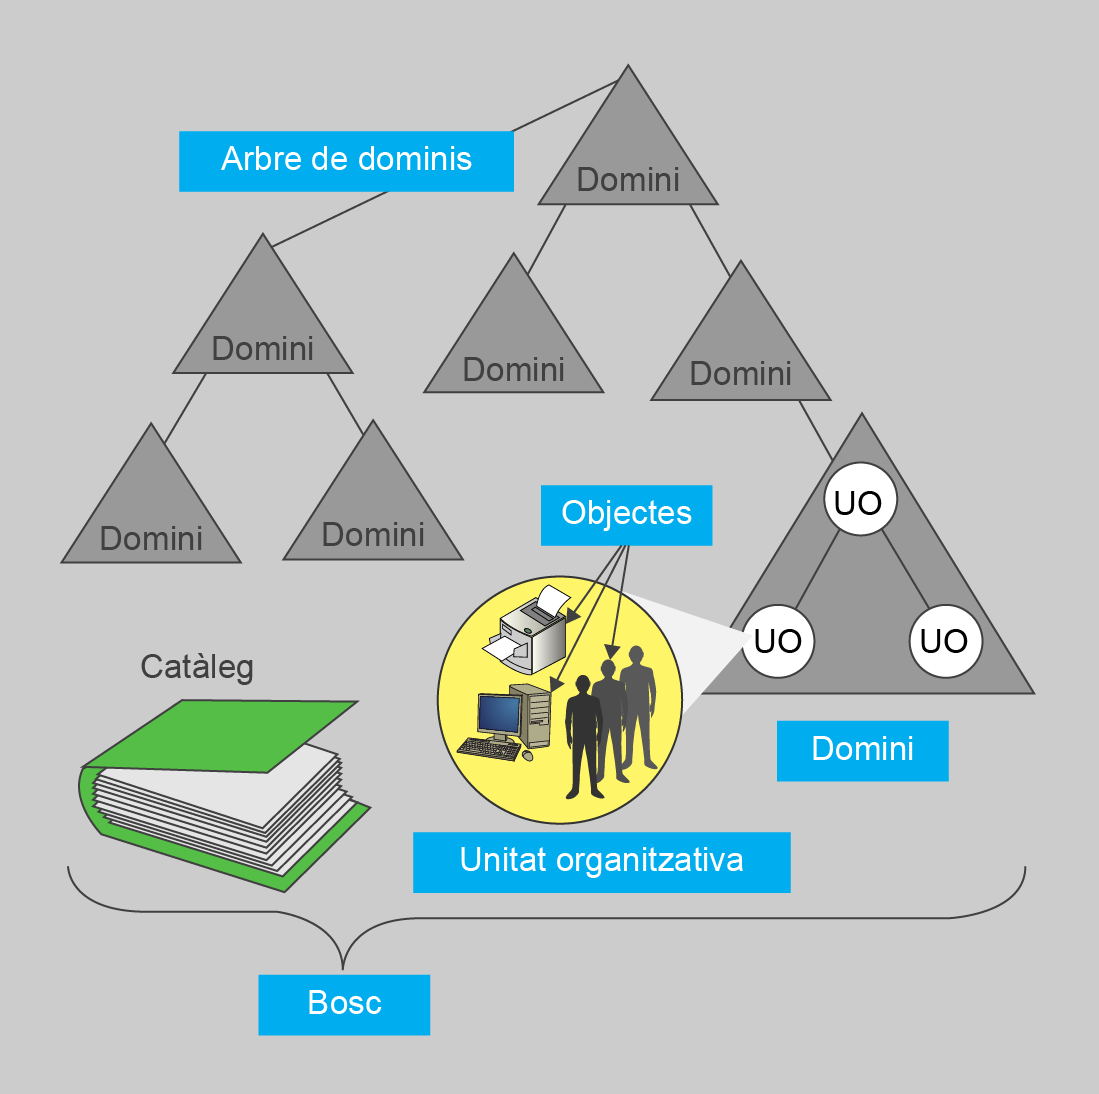 Arbre de dominis
Domini
Domini
Domini
Domini
Domini
Domini
Objectes
UO
UO
UO
Catàleg
Domini
Unitat organitzativa
Bosc